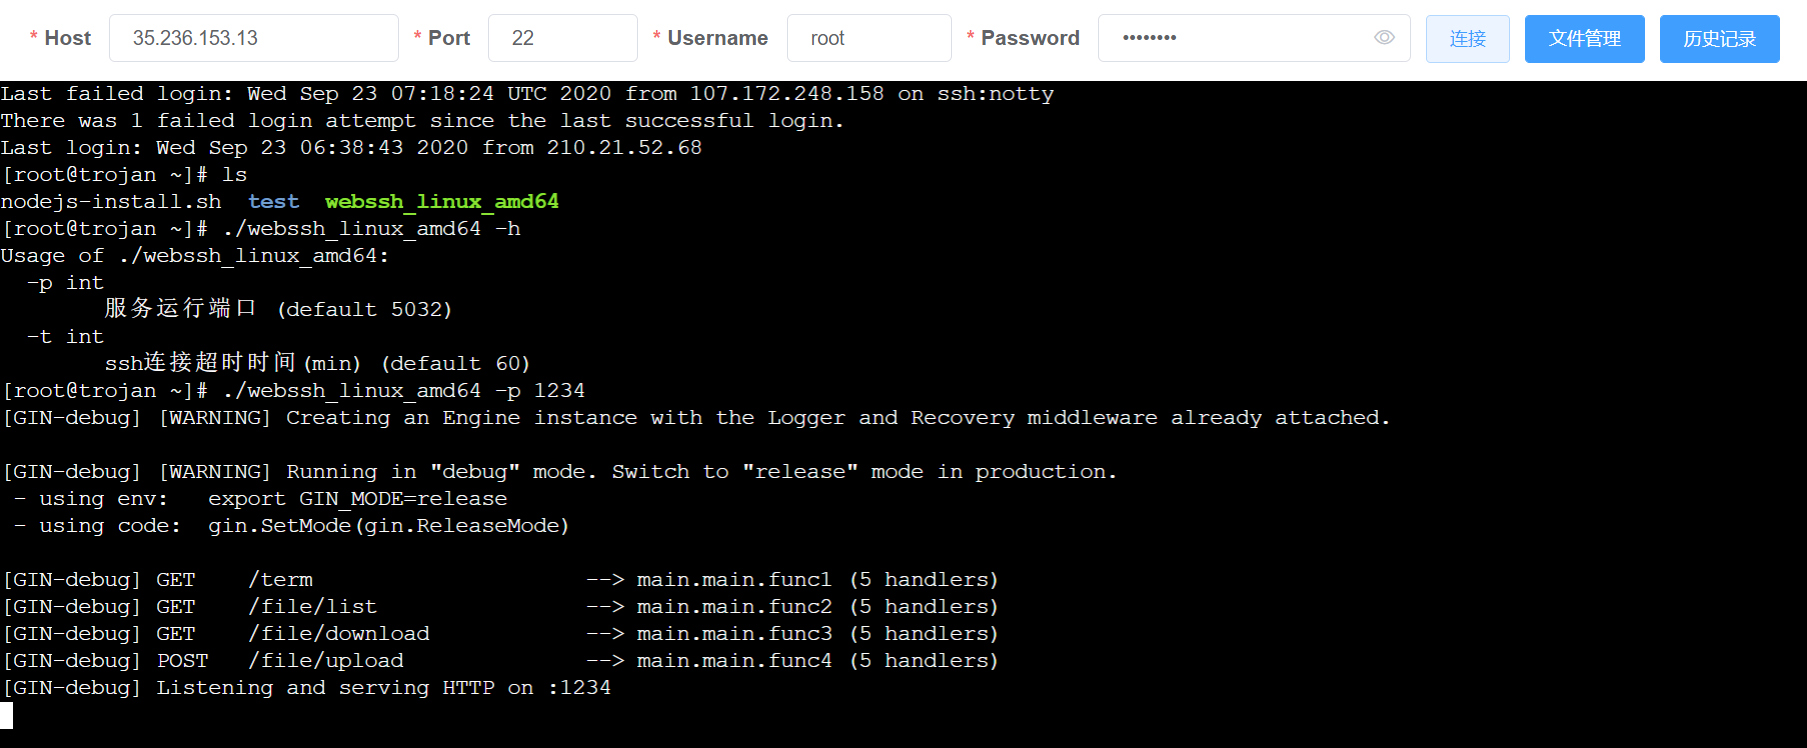 * Host 35.236.153.13 * Port 22 * Username root * Password •••••••• 连接 文件管理 历史记录
Last failed login: Wed Sep 23 07:18:24 UTC 2020 from 107.172.248.158 on ssh:notty
There was 1 failed login attempt since the last successful login.
Last login: Wed Sep 23 06:38:43 2020 from 210.21.52.68
[root@trojan ~]# ls
nodejs-install.sh  test  webssh_linux_amd64
[root@trojan ~]# ./webssh_linux_amd64 -h
Usage of ./webssh_linux_amd64:
  -p int
        服务运行端口 (default 5032)
  -t int
        ssh连接超时时间(min) (default 60)
[root@trojan ~]# ./webssh_linux_amd64 -p 1234
[GIN-debug] [WARNING] Creating an Engine instance with the Logger and Recovery middleware already attached.
[GIN-debug] [WARNING] Running in "debug" mode. Switch to "release" mode in production.
 - using env:   export GIN_MODE=release
 - using code:  gin.SetMode(gin.ReleaseMode)
[GIN-debug] GET    /term                     --> main.main.func1 (5 handlers)
[GIN-debug] GET    /file/list                --> main.main.func2 (5 handlers)
[GIN-debug] GET    /file/download            --> main.main.func3 (5 handlers)
[GIN-debug] POST   /file/upload              --> main.main.func4 (5 handlers)
[GIN-debug] Listening and serving HTTP on :1234